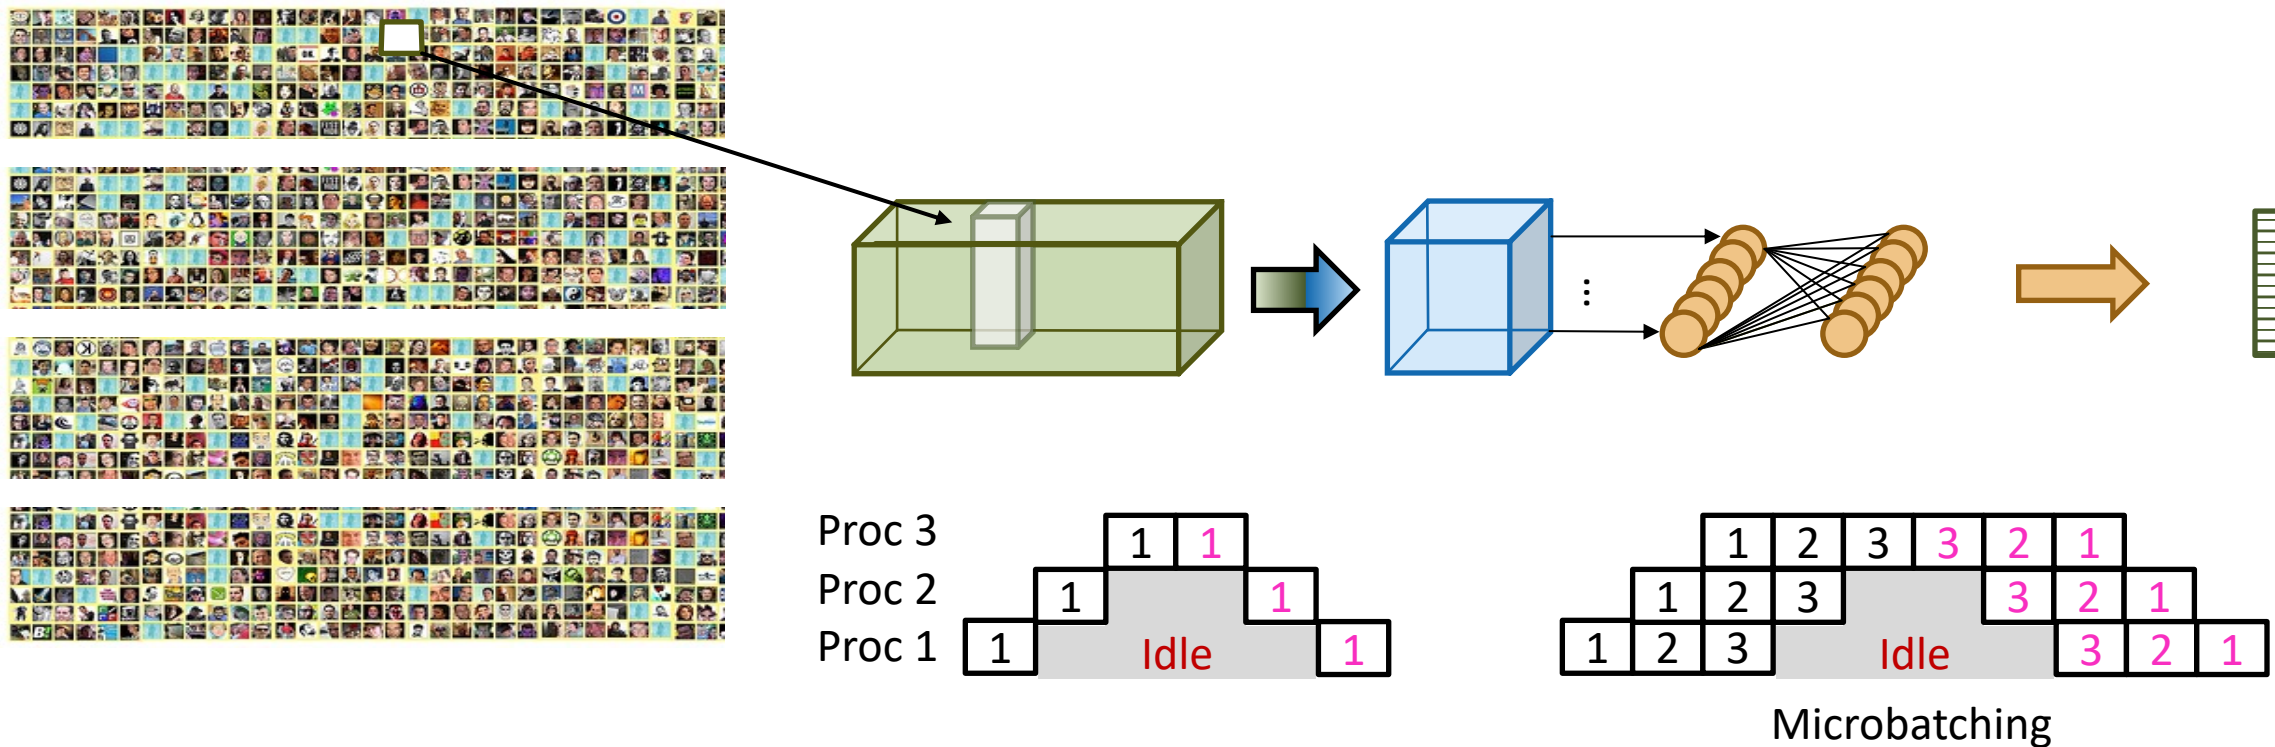 ⋮
Proc 3
1 1
Proc 2
1 1
Proc 1
1 Idle 1
1 2 3 3 2 1
1 2 3 3 2 1
1 2 3 Idle 3 2 1
Microbatching